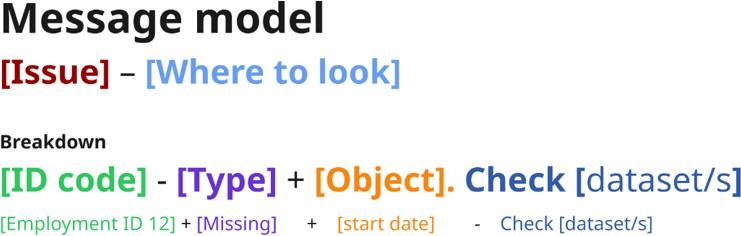 Message model
[Issue] – [Where to look]
Breakdown
[ID code] - [Type] + [Object]. Check [dataset/s]
[Employment ID 12] + [Missing] + [start date] - Check [dataset/s]